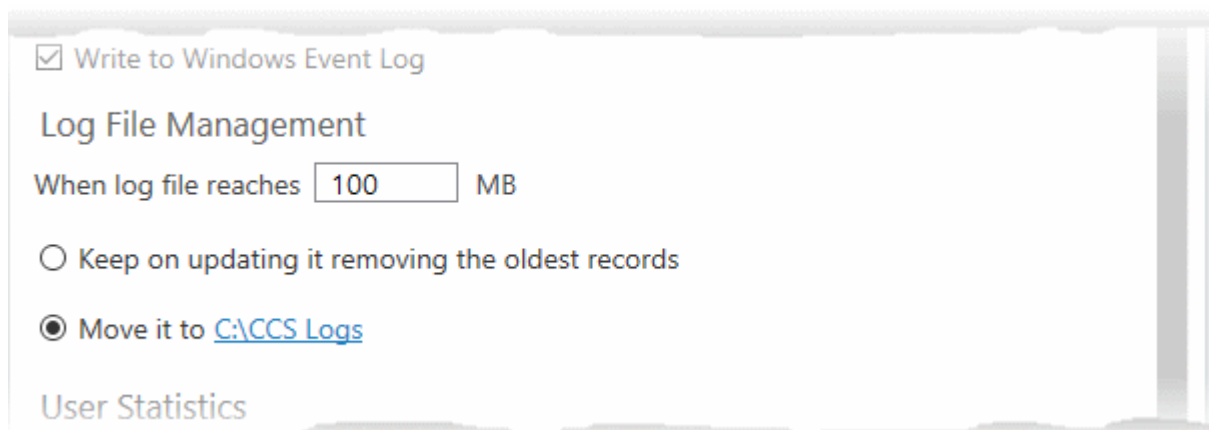 Write to Windows Event Log
Log File Management
When log file reaches 100 MB
Keep on updating it removing the oldest records
Move it to C:\CCS Logs
User Statistics